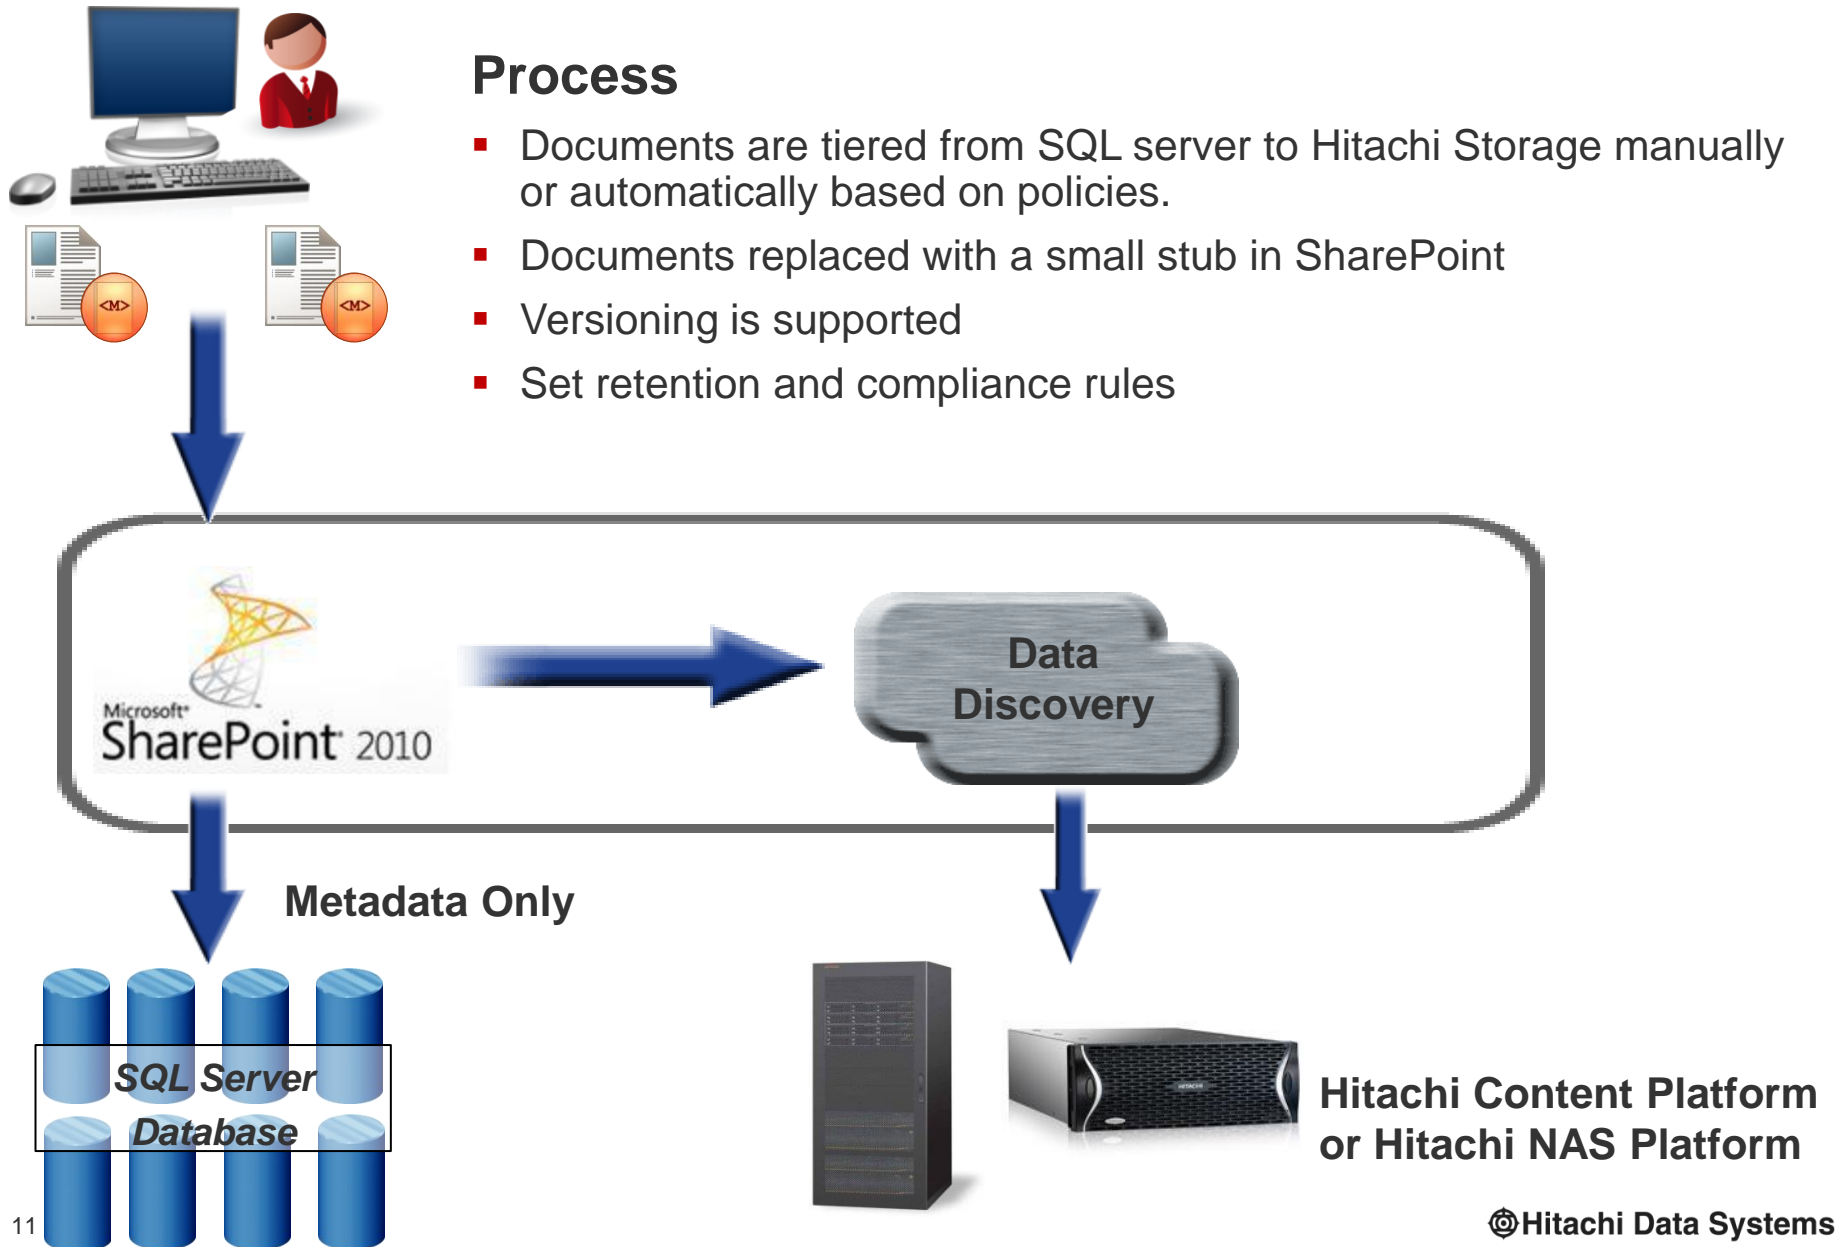 Process
Documents are tiered from SQL server to Hitachi Storage manually
or automatically based on policies.
Documents replaced with a small stub in SharePoint
Versioning is supported
Set retention and compliance rules
<M>
<M>
Microsoft®
SharePoint® 2010
Data
Discovery
Metadata Only
SQL Server
Database
HITACHI
Hitachi Content Platform
or Hitachi NAS Platform
11
Hitachi Data Systems